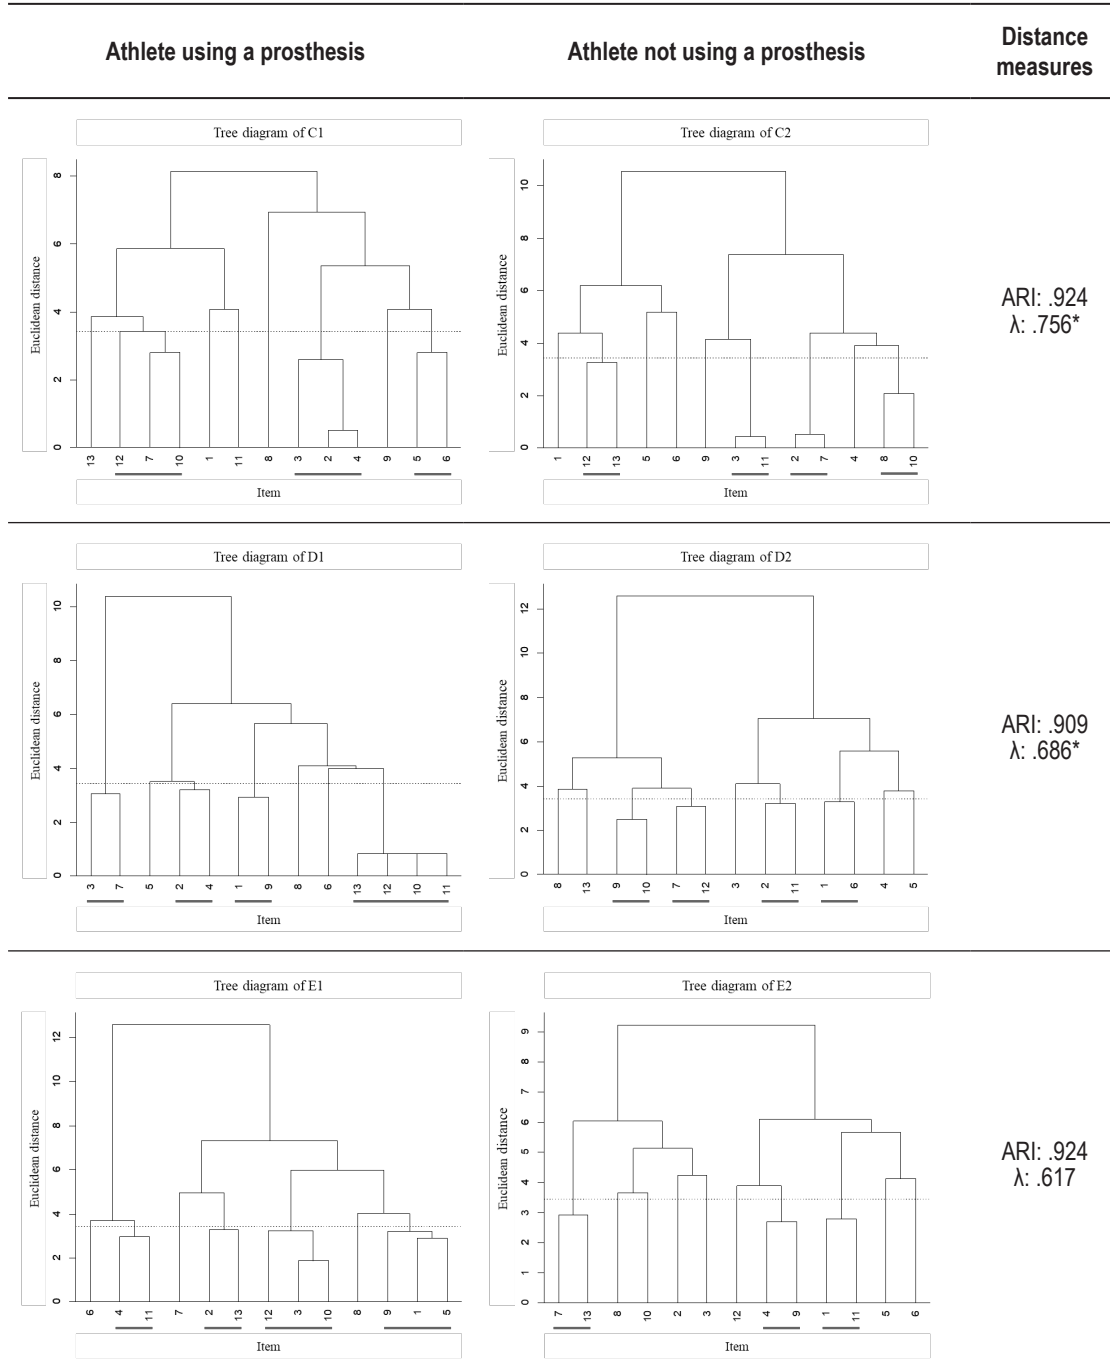 Athlete using a prosthesis
Athlete not using a prosthesis
Distance
measures
Tree diagram of C1
Euclidean distance
8
6
4
2
0
13 12 7 10 1 11 8 3 2 4 9 5 6
Item
Tree diagram of C2
Euclidean distance
10
8
6
4
2
0
1 12 13 5 6 9 3 11 2 7 4 8 10
Item
ARI: .924
λ: .756*
Tree diagram of D1
Euclidean distance
10
8
6
4
2
0
3 7 5 2 4 1 9 8 6 13 12 10 11
Item
Tree diagram of D2
Euclidean distance
12
10
8
6
4
2
0
8 13 9 10 7 12 3 2 11 1 6 4 5
Item
ARI: .909
λ: .686*
Tree diagram of E1
Euclidean distance
12
10
8
6
4
2
0
6 4 11 7 2 13 12 3 10 8 9 1 5
Item
Tree diagram of E2
Euclidean distance
9
8
7
6
5
4
3
2
1
0
7 13 8 10 2 3 12 4 9 1 11 5 6
Item
ARI: .924
λ: .617